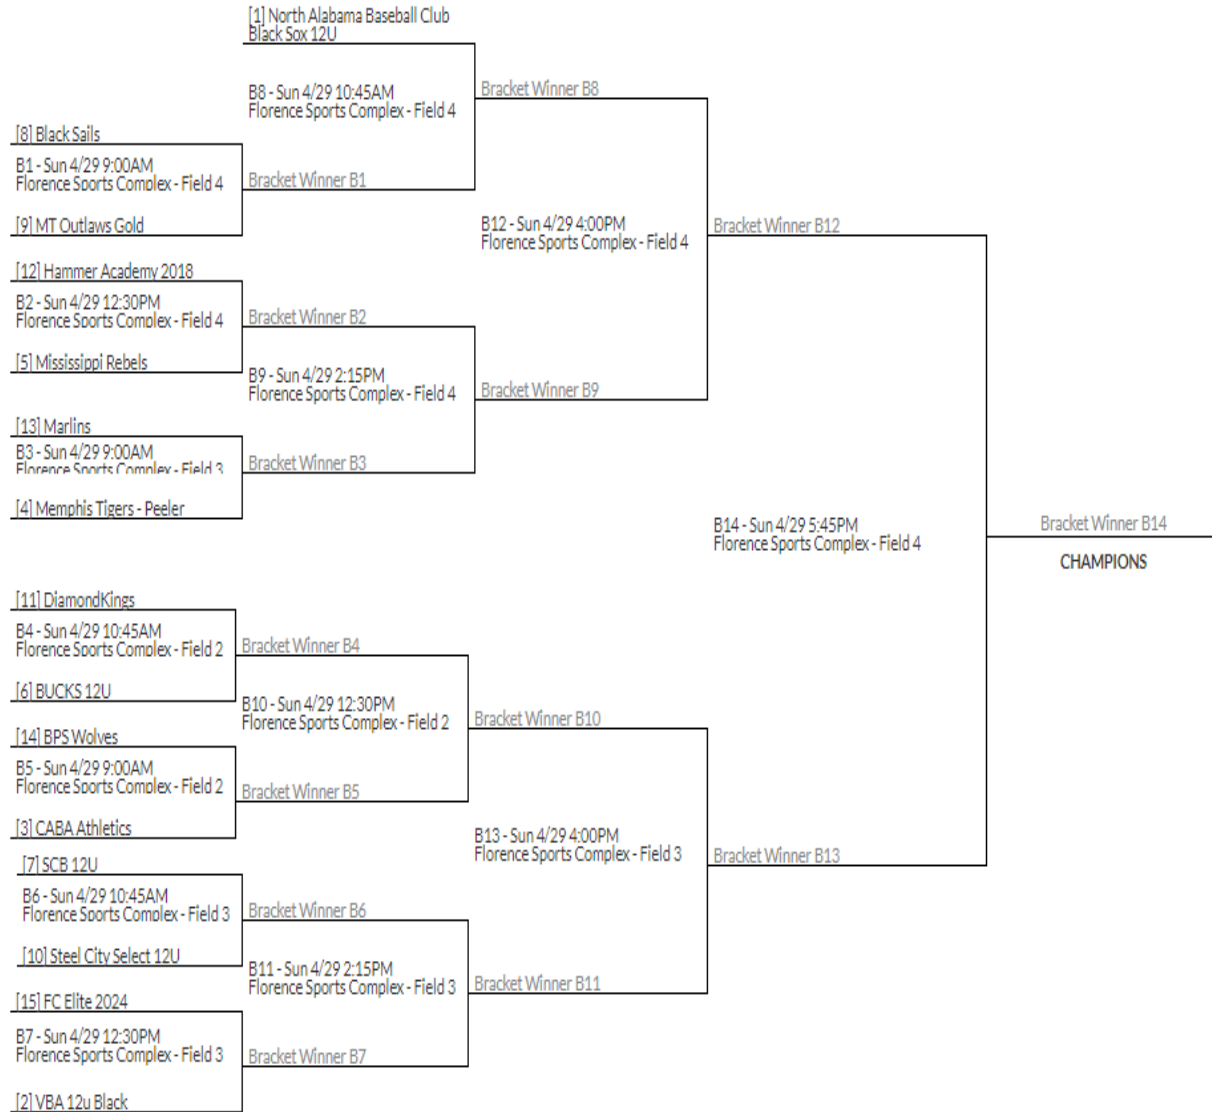 [1] North Alabama Baseball Club
Black Sox 12U
B8 - Sun 4/29 10:45AM
Florence Sports Complex - Field 4
Bracket Winner B8
[8] Black Sails
B1 - Sun 4/29 9:00AM
Florence Sports Complex - Field 4
Bracket Winner B1
[9] MT Outlaws Gold
B12 - Sun 4/29 4:00PM
Florence Sports Complex - Field 4
Bracket Winner B12
[12] Hammer Academy 2018
B2 - Sun 4/29 12:30PM
Florence Sports Complex - Field 4
Bracket Winner B2
[5] Mississippi Rebels
B9 - Sun 4/29 2:15PM
Florence Sports Complex - Field 4
Bracket Winner B9
[13] Marlins
B3 - Sun 4/29 9:00AM
Florence Sports Complex - Field 3
Bracket Winner B3
[4] Memphis Tigers - Peeler
B14 - Sun 4/29 5:45PM
Florence Sports Complex - Field 4
Bracket Winner B14
CHAMPIONS
[11] DiamondKings
B4 - Sun 4/29 10:45AM
Florence Sports Complex - Field 2
Bracket Winner B4
[6] BUCKS 12U
B10 - Sun 4/29 12:30PM
Florence Sports Complex - Field 2
Bracket Winner B10
[14] BPS Wolves
B5 - Sun 4/29 9:00AM
Florence Sports Complex - Field 2
Bracket Winner B5
[3] CABA Athletics
B13 - Sun 4/29 4:00PM
Florence Sports Complex - Field 3
Bracket Winner B13
[7] SCB 12U
B6 - Sun 4/29 10:45AM
Florence Sports Complex - Field 3
Bracket Winner B6
[10] Steel City Select 12U
B11 - Sun 4/29 2:15PM
Florence Sports Complex - Field 3
Bracket Winner B11
[15] FC Elite 2024
B7 - Sun 4/29 12:30PM
Florence Sports Complex - Field 3
Bracket Winner B7
[2] VBA 12u Black